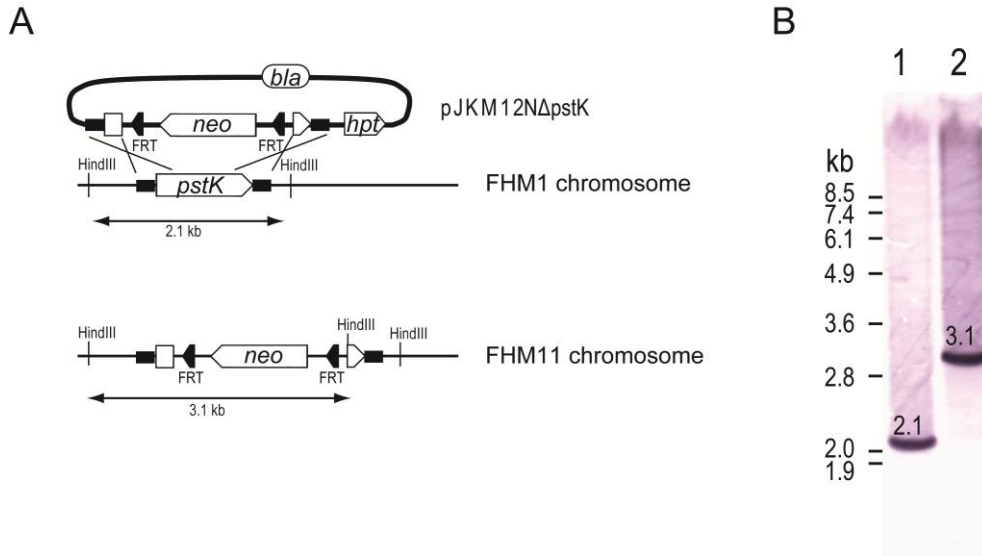 A
bla
neo
hpt
pJKM12NΔpstK
FRT
FRT
HindIII
HindIII
pstK
FHM1 chromosome
2.1 kb
HindIII
HindIII
HindIII
neo
FHM11 chromosome
FRT
FRT
3.1 kb
B
1 2
kb
8.5
7.4
6.1
4.9
3.6
3.1
2.8
2.1
2.0
1.9